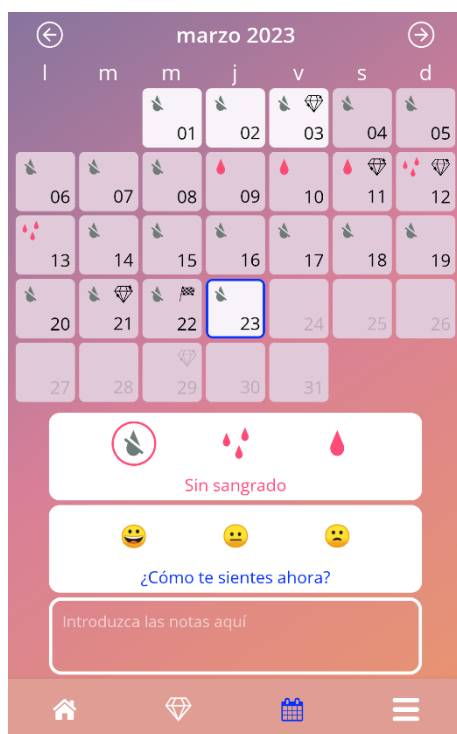 marzo 2023
l m m j v s d
01 02 03 04 05
06 07 08 09 10 11 12
13 14 15 16 17 18 19
20 21 22 23 24 25 26
27 28 29 30 31
Sin sangrado
¿Cómo te sientes ahora?
Introduzca las notas aquí